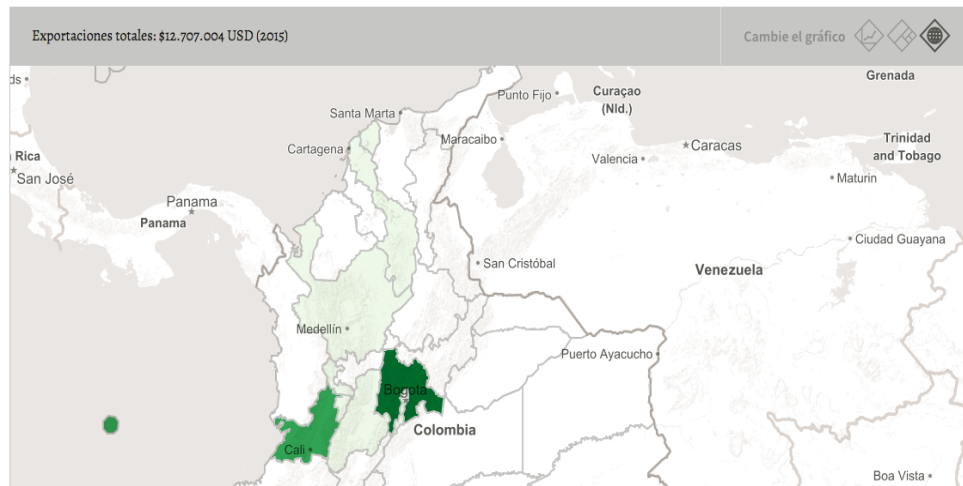 Exportaciones totales: $12.707.004 USD (2015)
Cambie el gráfico
ds
Grenada
Punto Fijo
Curaçao
(Nld.)
Santa Marta
Maracaibo
Cartagena
Valencia
Caracas
Trinidad
and Tobago
Rica
San José
Maturin
Panama
Panama
Ciudad Guayana
San Cristóbal
Venezuela
Medellín
Puerto Ayacucho
Bogota
Colombia
Cali
Boa Vista